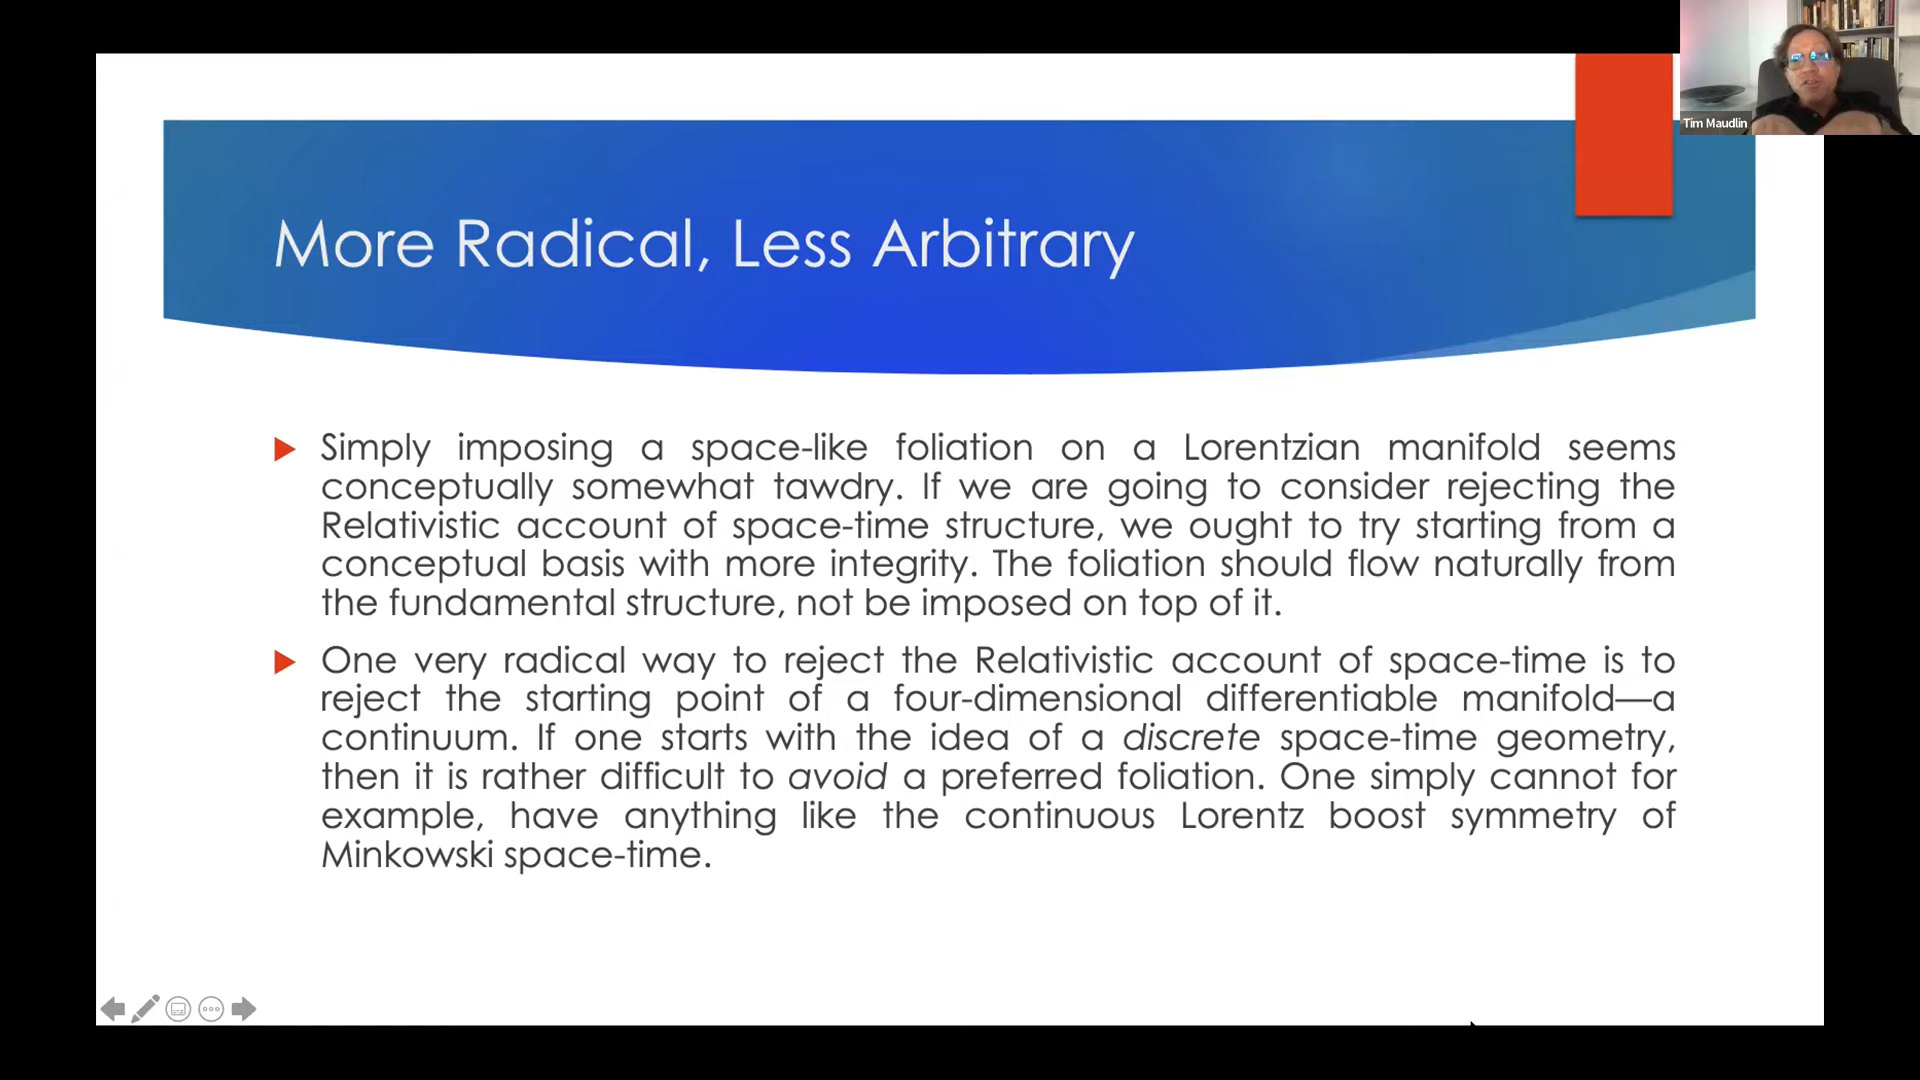 Tim Maudlin
More Radical, Less Arbitrary
Simply imposing a space-like foliation on a Lorentzian manifold seems
conceptually somewhat tawdry. If we are going to consider rejecting the
Relativistic account of space-time structure, we ought to try starting from a
conceptual basis with more integrity. The foliation should flow naturally from
the fundamental structure, not be imposed on top of it.
One very radical way to reject the Relativistic account of space-time is to
reject the starting point of a four-dimensional differentiable manifold—a
continuum. If one starts with the idea of a discrete space-time geometry,
then it is rather difficult to avoid a preferred foliation. One simply cannot for
example, have anything like the continuous Lorentz boost symmetry of
Minkowski space-time.